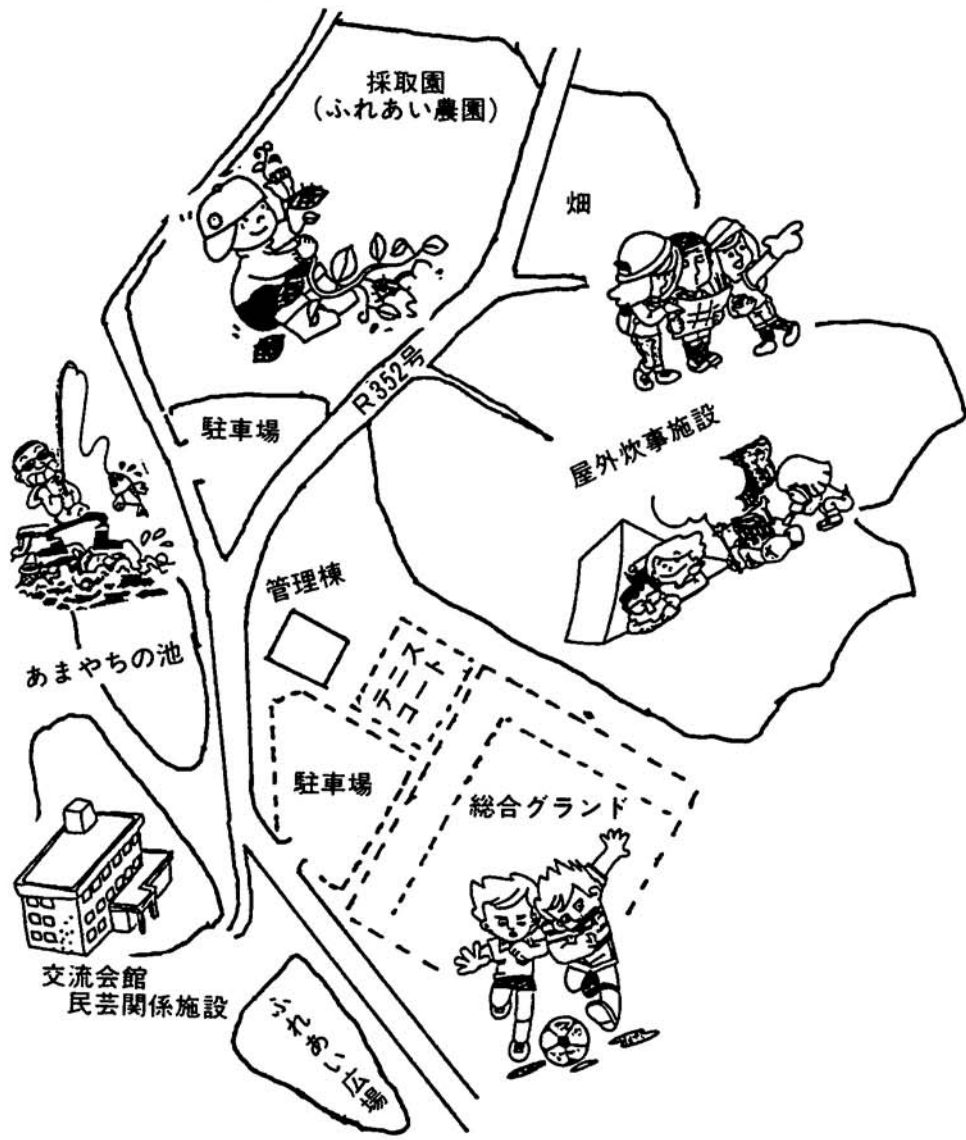 採取園
(ふれあい農園)
畑
R352号
駐車場
屋外炊事施設
管理棟
あまやちの池
テニス
コート
駐車場
総合グランド
交流会館
民芸関係施設
ふれあい広場